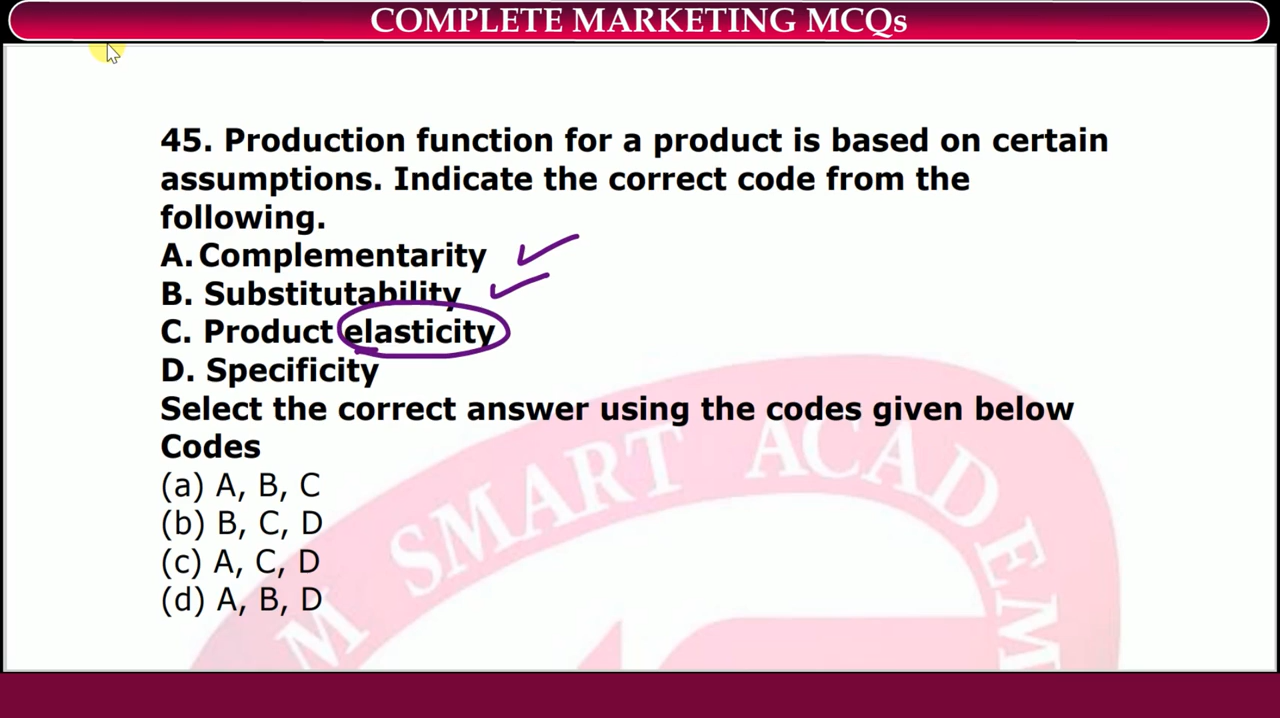 COMPLETE MARKETING MCQs
45. Production function for a product is based on certain
assumptions. Indicate the correct code from the
following.
A. Complementarity
B. Substitutability
C. Product elasticity
D. Specificity
Select the correct answer using the codes given below
Codes
(a) A, B, C
(b) B, C, D
(c) A, C, D
(d) A, B, D
M SMART ACADEM